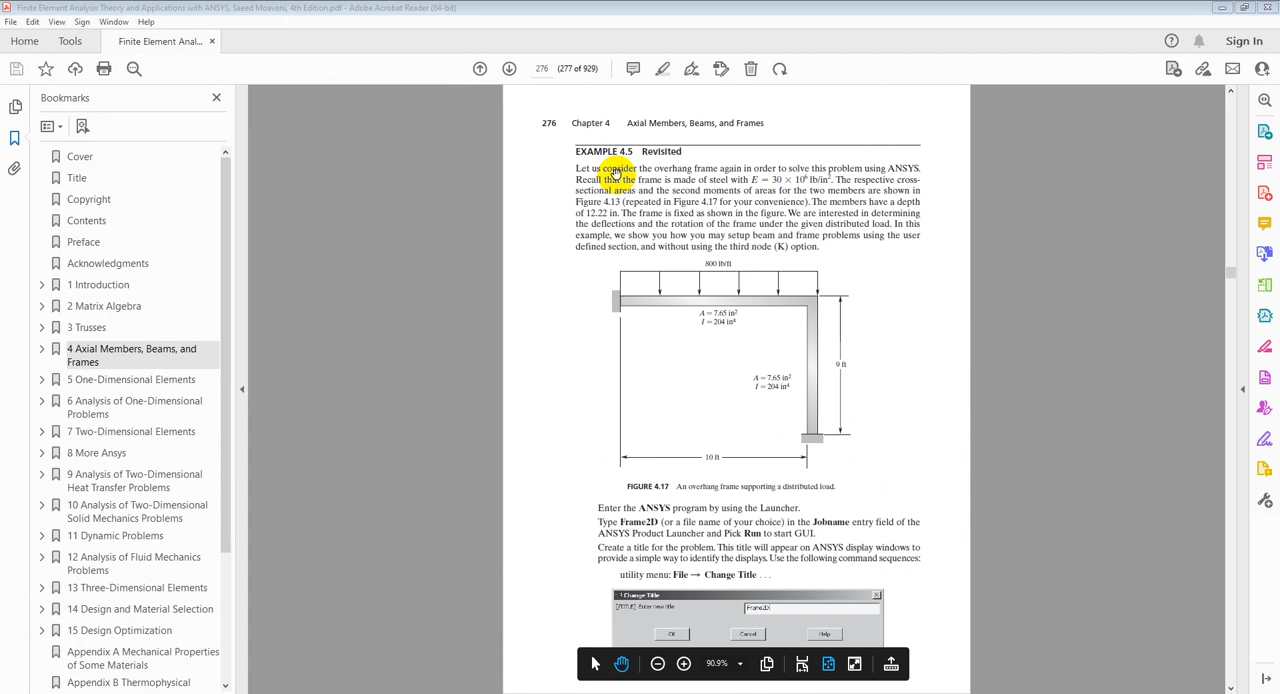 Finite Element Analysis Theory and Applications with ANSYS, Saeed Moaveni, 4th Edition.pdf - Adobe Acrobat Reader (64-bit)
File Edit View Sign Window Help
Home Tools Finite Element Anal... × Sign In
276 (277 of 929)
Bookmarks
Cover
Title
Copyright
Contents
Preface
Acknowledgments
1 Introduction
2 Matrix Algebra
3 Trusses
4 Axial Members, Beams, and
Frames
5 One-Dimensional Elements
6 Analysis of One-Dimensional
Problems
7 Two-Dimensional Elements
8 More Ansys
9 Analysis of Two-Dimensional
Heat Transfer Problems
10 Analysis of Two-Dimensional
Solid Mechanics Problems
11 Dynamic Problems
12 Analysis of Fluid Mechanics
Problems
13 Three-Dimensional Elements
14 Design and Material Selection
15 Design Optimization
Appendix A Mechanical Properties
of Some Materials
Appendix B Thermophysical
276 Chapter 4 Axial Members, Beams, and Frames
EXAMPLE 4.5 Revisited
Let us consider the overhang frame again in order to solve this problem using ANSYS.
Recall that the frame is made of steel with E = 30 × 10⁶ lb/in². The respective cross-
sectional areas and the second moments of areas for the two members are shown in
Figure 4.13 (repeated in Figure 4.17 for your convenience). The members have a depth
of 12.22 in. The frame is fixed as shown in the figure. We are interested in determining
the deflections and the rotation of the frame under the given distributed load. In this
example, we show you how you may setup beam and frame problems using the user
defined section, and without using the third node (K) option.
800 lb/ft
A = 7.65 in²
I = 204 in⁴
9 ft
A = 7.65 in²
I = 204 in⁴
10 ft
FIGURE 4.17 An overhang frame supporting a distributed load.
Enter the ANSYS program by using the Launcher.
Type Frame2D (or a file name of your choice) in the Jobname entry field of the
ANSYS Product Launcher and Pick Run to start GUI.
Create a title for the problem. This title will appear on ANSYS display windows to
provide a simple way to identify the displays. Use the following command sequences:
utility menu: File → Change Title . . .
Change Title
[/TITLE] Enter new title Frame2D
OK Cancel Help
90.9%